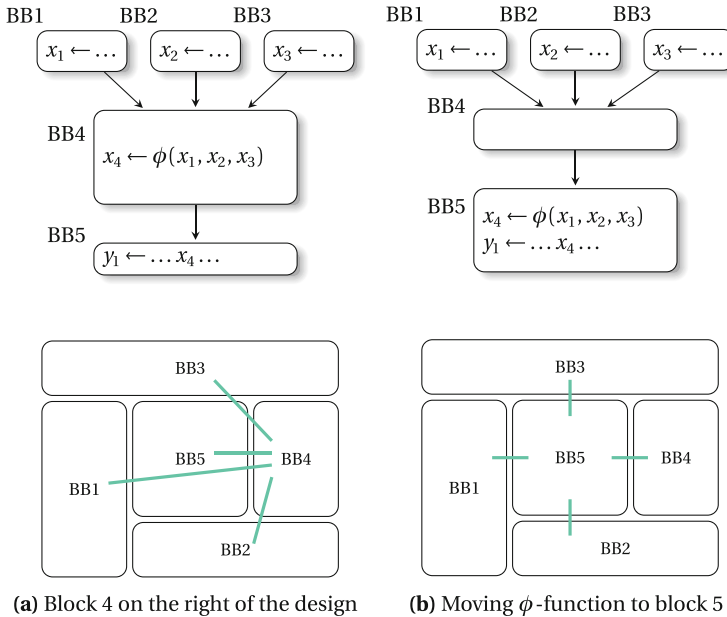 BB1 BB2 BB3
x₁ ← … x₂ ← … x₃ ← …
BB4
x₄ ← ϕ(x₁, x₂, x₃)
BB5
y₁ ← … x₄ …
BB3
BB5 BB4
BB1
BB2
(a) Block 4 on the right of the design
BB1 BB2 BB3
x₁ ← … x₂ ← … x₃ ← …
BB4
BB5
x₄ ← ϕ(x₁, x₂, x₃)
y₁ ← … x₄ …
BB3
BB5 BB4
BB1
BB2
(b) Moving ϕ-function to block 5